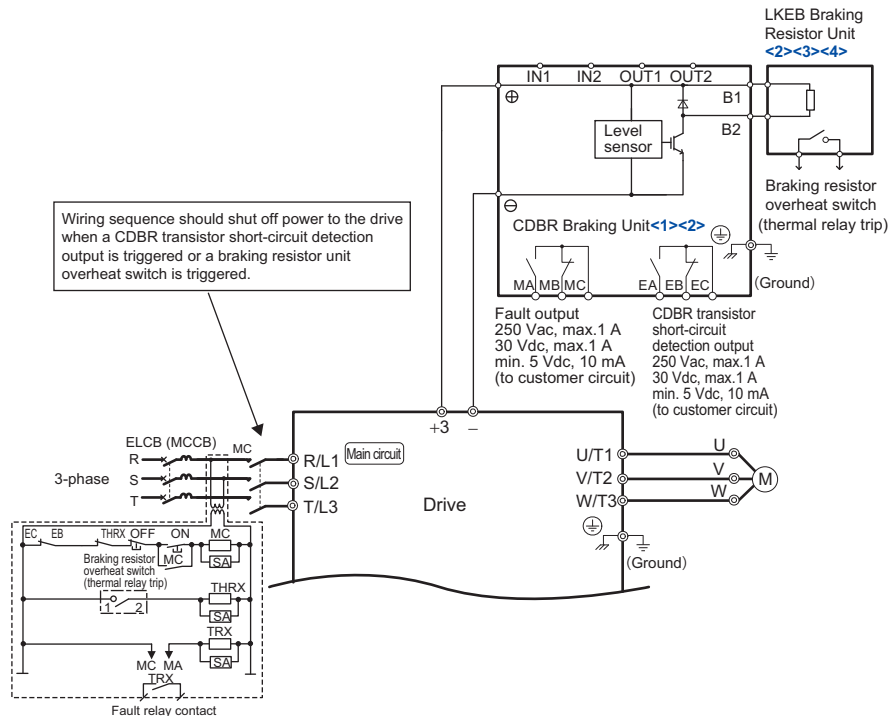 LKEB Braking
Resistor Unit
<2><3><4>
IN1 IN2 OUT1 OUT2
⊕
B1
B2
Level
sensor
⊖
CDBR Braking Unit<1><2>
MA MB MC
EA EB EC
(Ground)
Braking resistor
overheat switch
(thermal relay trip)
Fault output
250 Vac, max.1 A
30 Vdc, max.1 A
min. 5 Vdc, 10 mA
(to customer circuit)
CDBR transistor
short-circuit
detection output
250 Vac, max.1 A
30 Vdc, max.1 A
min. 5 Vdc, 10 mA
(to customer circuit)
Wiring sequence should shut off power to the drive
when a CDBR transistor short-circuit detection
output is triggered or a braking resistor unit
overheat switch is triggered.
+3 −
ELCB (MCCB)
MC
3-phase
R
S
T
R/L1
S/L2
T/L3
Main circuit
Drive
U/T1
V/T2
W/T3
U
V
W
M
(Ground)
EC EB THRX OFF ON MC
MC
SA
Braking resistor
overheat switch
(thermal relay trip)
1 2
THRX
SA
TRX
SA
MC MA
TRX
Fault relay contact